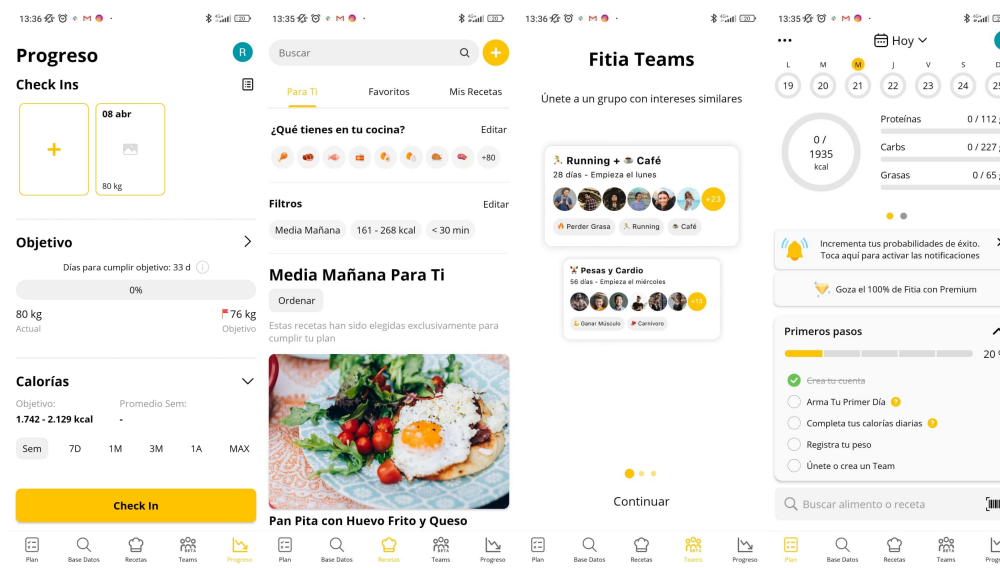 13:36
20
Progreso
R
Check Ins
08 abr
+
80 kg
Objetivo
Días para cumplir objetivo: 33 d
0%
80 kg
76 kg
Actual
Objetivo
Calorías
Objetivo:
Promedio Sem:
1.742 - 2.129 kcal
-
Sem
7D
1M
3M
1A
MAX
Check In
Plan
Base Datos
Recetas
Teams
BETA
Progreso
13:35
20
Buscar
+
Para Ti
Favoritos
Mis Recetas
¿Qué tienes en tu cocina?
Editar
+80
Filtros
Editar
Media Mañana
161 - 268 kcal
< 30 min
Media Mañana Para Ti
Ordenar
Estas recetas han sido elegidas exclusivamente para
cumplir tu plan
Pan Pita con Huevo Frito y Queso
Plan
Base Datos
Recetas
Teams
BETA
Progreso
13:36
20
Fitia Teams
Únete a un grupo con intereses similares
Running + Café
28 días - Empieza el lunes
+23
Perder Grasa
Running
Café
Pesas y Cardio
56 días - Empieza el miércoles
+10
Ganar Músculo
Carnívoro
Continuar
Plan
Base Datos
Recetas
Teams
BETA
Progreso
13:35
Hoy
L M M J V S D
19 20 21 22 23 24 25
0 /
1935
kcal
Proteínas
0 / 112 g
Carbs
0 / 227 g
Grasas
0 / 65 g
Incrementa tus probabilidades de éxito.
Toca aquí para activar las notificaciones
Goza el 100% de Fitia con Premium
Primeros pasos
20
Crea tu cuenta
Arma Tu Primer Día
?
Completa tus calorías diarias
?
Registra tu peso
Únete o crea un Team
Buscar alimento o receta
Plan
Base Datos
Recetas
Teams
BETA
Prog